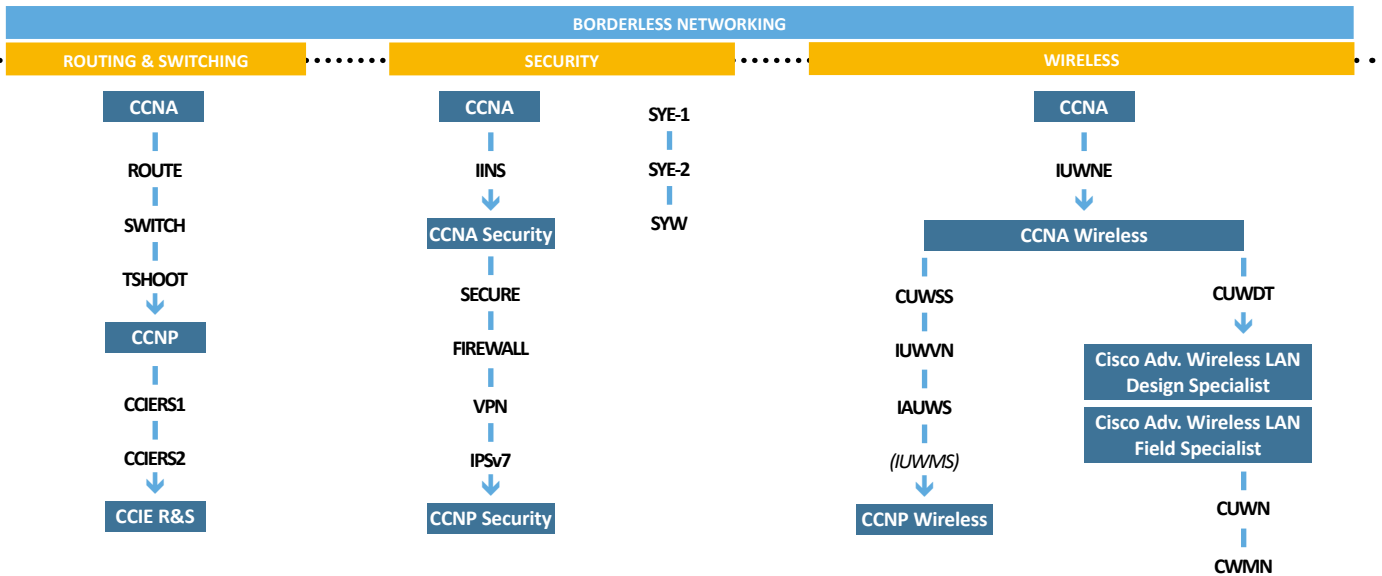 BORDERLESS NETWORKING
ROUTING & SWITCHING
CCNA
ROUTE
SWITCH
TSHOOT
CCNP
CCIERS1
CCIERS2
CCIE R&S
SECURITY
CCNA
IINS
CCNA Security
SECURE
FIREWALL
VPN
IPSv7
CCNP Security
SYE-1
SYE-2
SYW
WIRELESS
CCNA
IUWNE
CCNA Wireless
CUWSS
IUWVN
IAUWS
(IUWMS)
CCNP Wireless
CUWDT
Cisco Adv. Wireless LAN
Design Specialist
Cisco Adv. Wireless LAN
Field Specialist
CUWN
CWMN